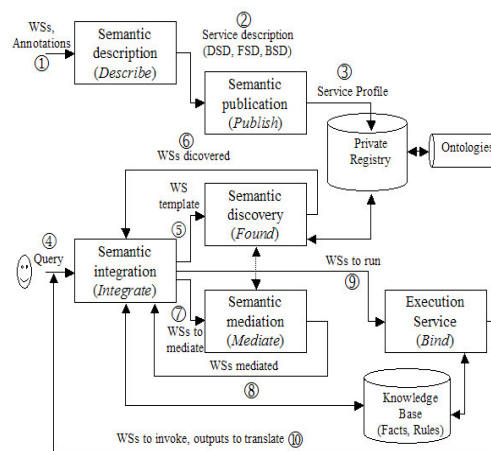 WSs,
Annotations
①
Semantic
description
(Describe)
②
Service description
(DSD, FSD, BSD)
Semantic
publication
(Publish)
③
Service Profile
Private
Registry
Ontologies
⑥
WSs dicovered
WS
template
⑤
Semantic
discovery
(Found)
④
Query
Semantic
integration
(Integrate)
WSs to run
⑨
⑦
WSs to
mediate
Semantic
mediation
(Mediate)
Execution
Service
(Bind)
WSs mediated
⑧
Knowledge
Base
(Facts, Rules)
WSs to invoke, outputs to translate ⑩